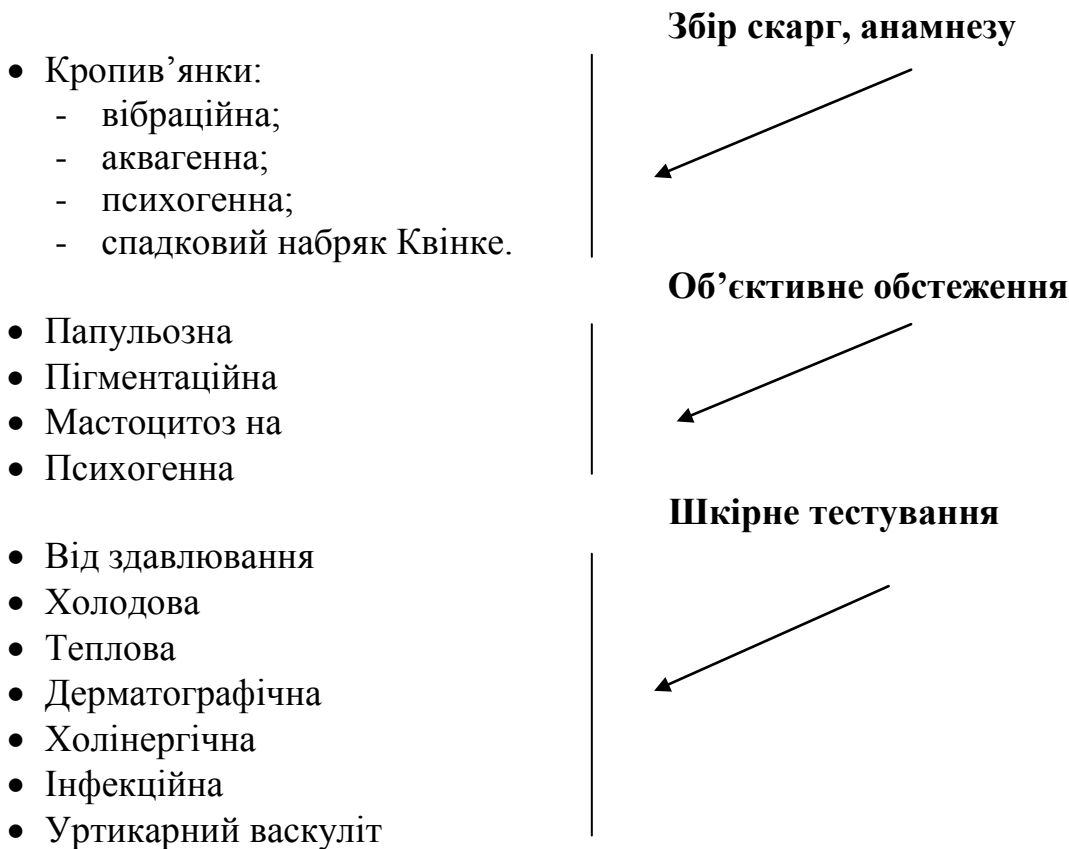 Збір скарг, анамнезу
• Кропив’янки:
- вібраційна;
- аквагенна;
- психогенна;
- спадковий набряк Квінке.
Об’єктивне обстеження
• Папульозна
• Пігментаційна
• Мастоцитоз на
• Психогенна
Шкірне тестування
• Від здавлювання
• Холодова
• Теплова
• Дерматографічна
• Холінергічна
• Інфекційна
• Уртикарний васкуліт